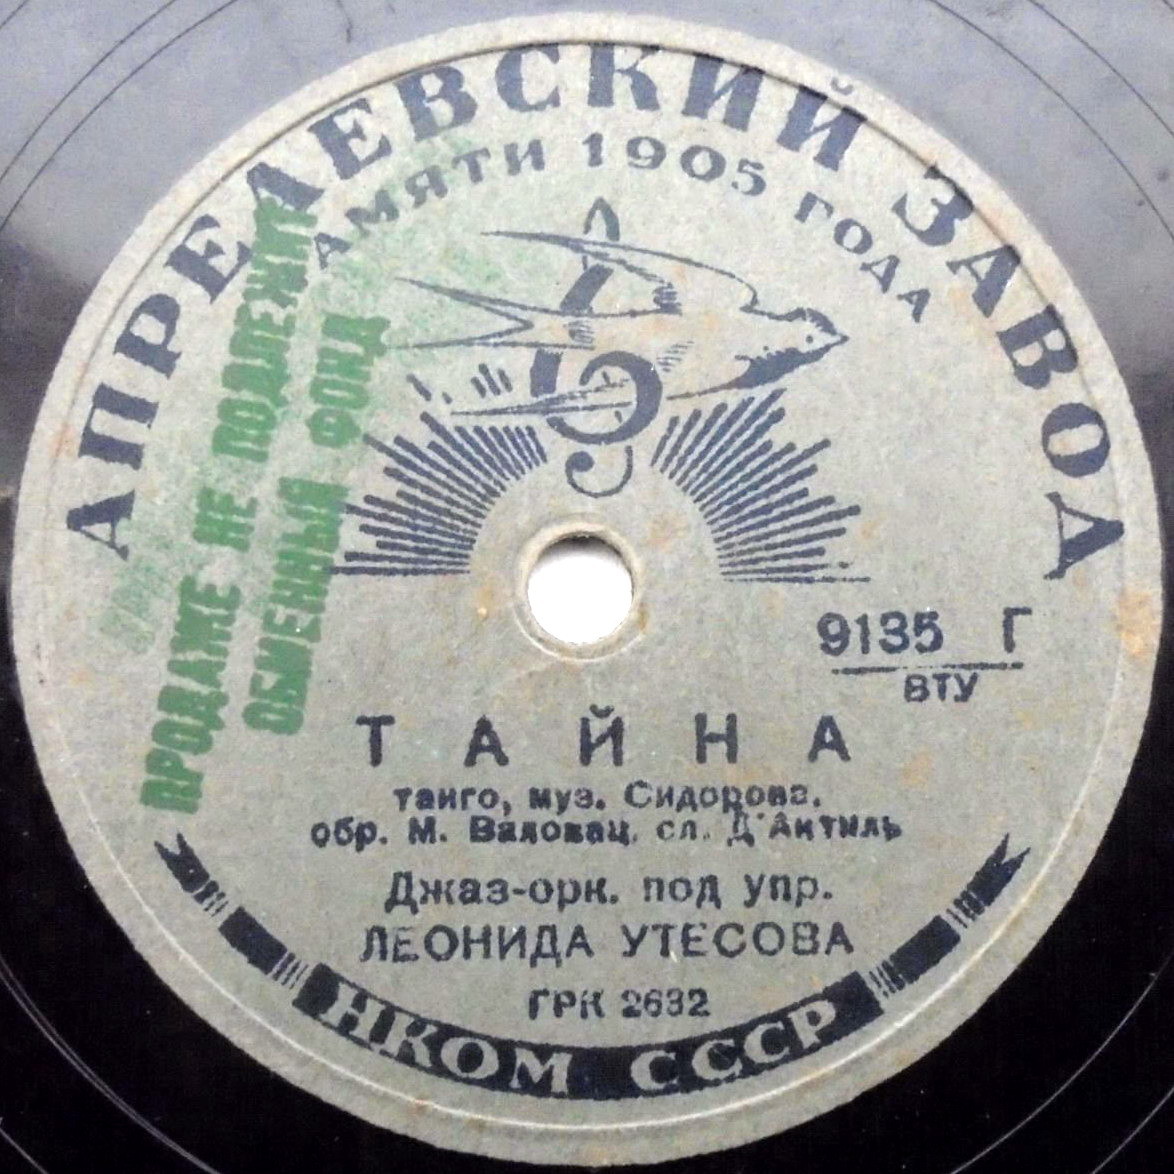 АПРЕЛЕВСКИЙ ЗАВОД
ПАМЯТИ 1905 ГОДА
ПРОДАЖЕ НЕ ПОДЛЕЖИТ
ОБМЕННЫЙ ФОНД
9135 Г
ВТУ
ТАЙНА
танго, муз. Сидорова.
обр. М. Воловац, сл. Д'Актиль
Джаз-орк. под упр.
ЛЕОНИДА УТЕСОВА
ГРК 2632
НКОМ СССР